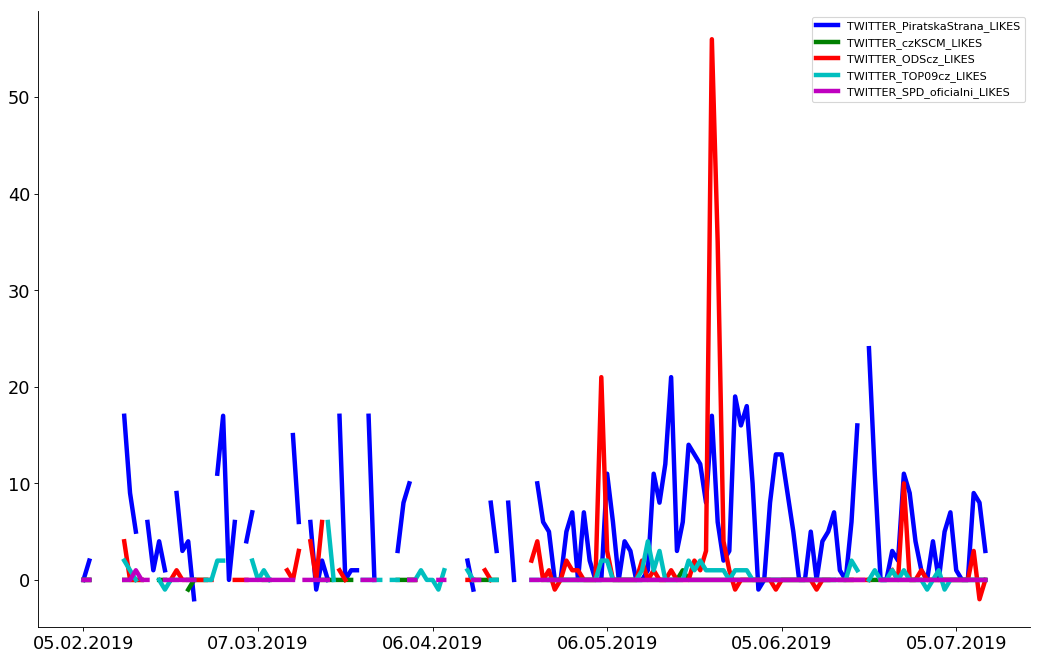 TWITTER_PiratskaStrana_LIKES
TWITTER_czKSCM_LIKES
TWITTER_ODScz_LIKES
TWITTER_TOP09cz_LIKES
TWITTER_SPD_oficialni_LIKES
50
40
30
20
10
0
05.02.2019 07.03.2019 06.04.2019 06.05.2019 05.06.2019 05.07.2019